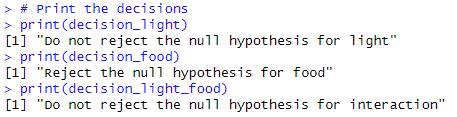 > # Print the decisions
> print(decision_light)
[1] "Do not reject the null hypothesis for light"
> print(decision_food)
[1] "Reject the null hypothesis for food"
> print(decision_light_food)
[1] "Do not reject the null hypothesis for interaction"